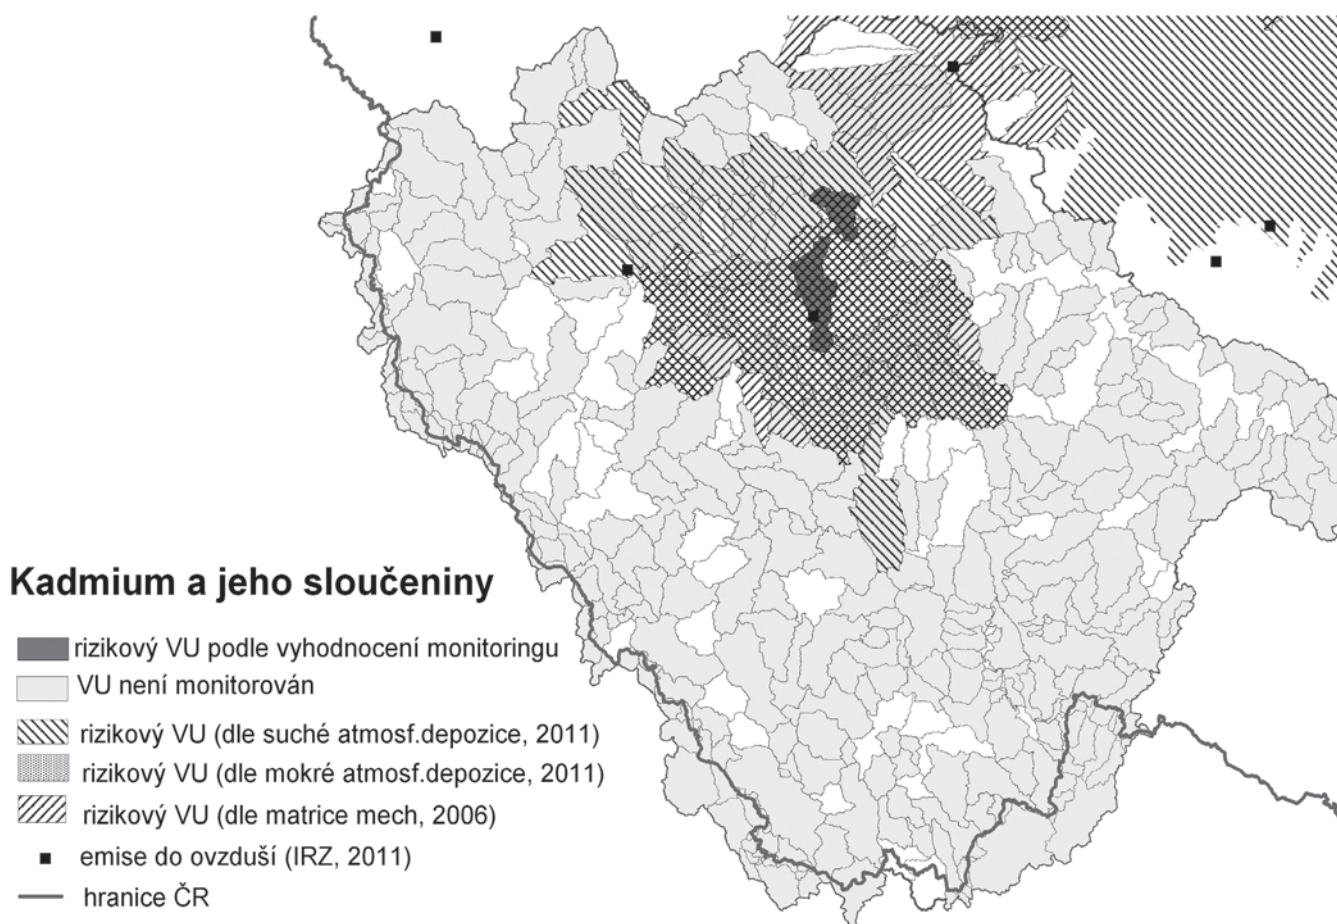 Kadmium a jeho sloučeniny
rizikový VU podle vyhodnocení monitoringu
VU není monitorován
rizikový VU (dle suché atmosf.depozice, 2011)
rizikový VU (dle mokré atmosf.depozice, 2011)
rizikový VU (dle matrice mech, 2006)
emise do ovzduší (IRZ, 2011)
hranice ČR